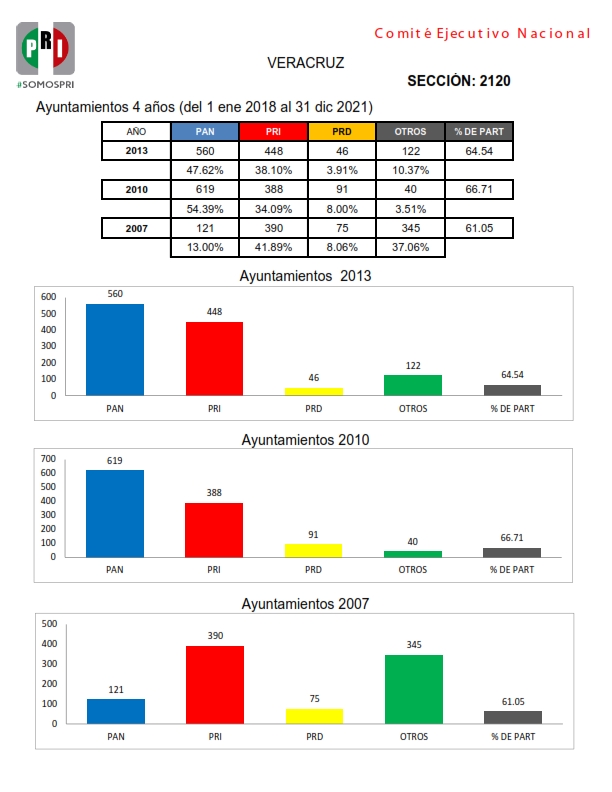 Comité Ejecutivo Nacional
PRI
#SOMOSPRI
VERACRUZ
SECCIÓN: 2120
Ayuntamientos 4 años (del 1 ene 2018 al 31 dic 2021)
AÑO PAN PRI PRD OTROS % DE PART
2013 560 448 46 122 64.54
47.62% 38.10% 3.91% 10.37%
2010 619 388 91 40 66.71
54.39% 34.09% 8.00% 3.51%
2007 121 390 75 345 61.05
13.00% 41.89% 8.06% 37.06%
Ayuntamientos 2013
600
500
400
300
200
100
0
560
448
46
122
64.54
PAN PRI PRD OTROS % DE PART
Ayuntamientos 2010
700
600
500
400
300
200
100
0
619
388
91
40
66.71
PAN PRI PRD OTROS % DE PART
Ayuntamientos 2007
500
400
300
200
100
0
121
390
75
345
61.05
PAN PRI PRD OTROS % DE PART